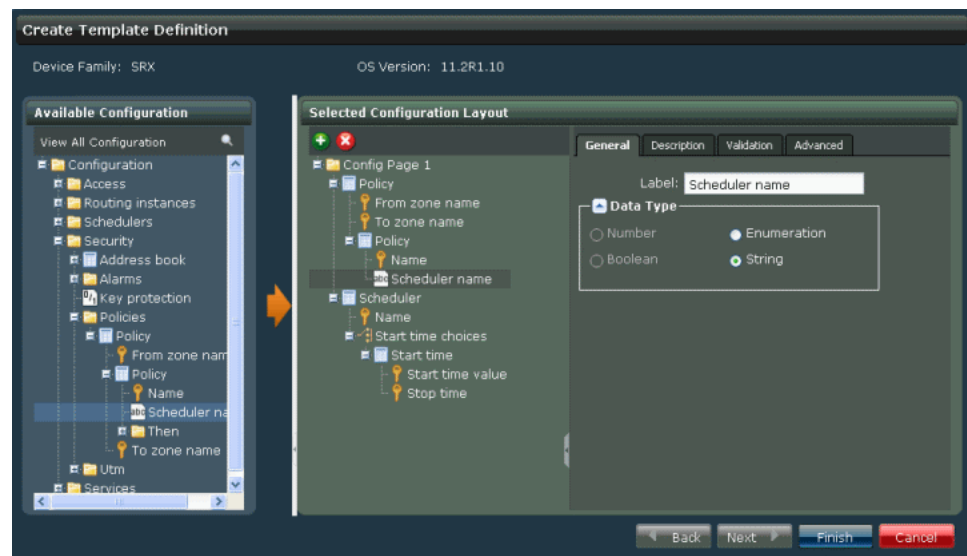 Create Template Definition
Device Family: SRX
OS Version: 11.2R1.10
Available Configuration
View All Configuration
Configuration
Access
Routing instances
Schedulers
Security
Address book
Alarms
Key protection
Policies
Policy
From zone nam
Policy
Name
Scheduler na
Then
To zone name
Utm
Services
Selected Configuration Layout
Config Page 1
Policy
From zone name
To zone name
Policy
Name
abc Scheduler name
Scheduler
Name
Start time choices
Start time
Start time value
Stop time
General Description Validation Advanced
Label: Scheduler name
Data Type
Number Enumeration
Boolean String
Back Next Finish Cancel